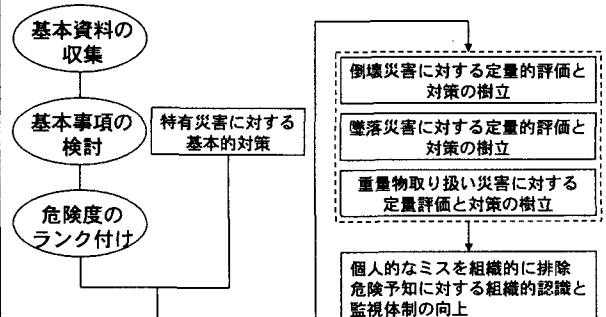 基本資料の
収集
基本事項の
検討
特有災害に対する
基本的対策
危険度の
ランク付け
倒壊災害に対する定量的評価と
対策の樹立
墜落災害に対する定量的評価と
対策の樹立
重量物取り扱い災害に対する
定量評価と対策の樹立
個人的なミスを組織的に排除
危険予知に対する組織的認識と
監視体制の向上